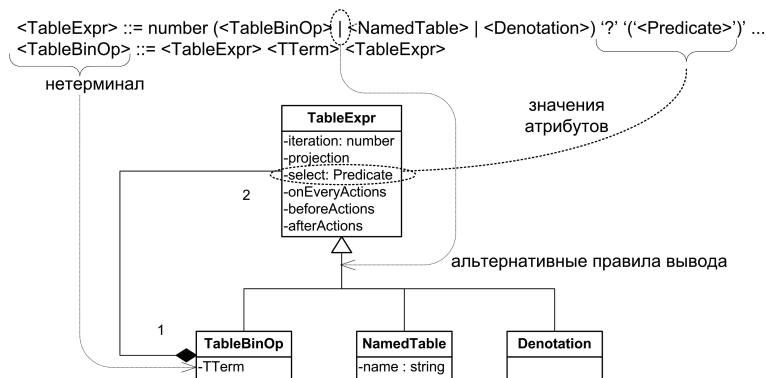 <TableExpr> ::= number (<TableBinOp> | <NamedTable> | <Denotation>) ‘?’ ‘(‘<Predicate>’)’ ...
<TableBinOp> ::= <TableExpr> <TTerm> <TableExpr>
нетерминал
значения
атрибутов
TableExpr
-iteration: number
-projection
-select: Predicate
-onEveryActions
-beforeActions
-afterActions
2
альтернативные правила вывода
1
TableBinOp
-TTerm
NamedTable
-name : string
Denotation